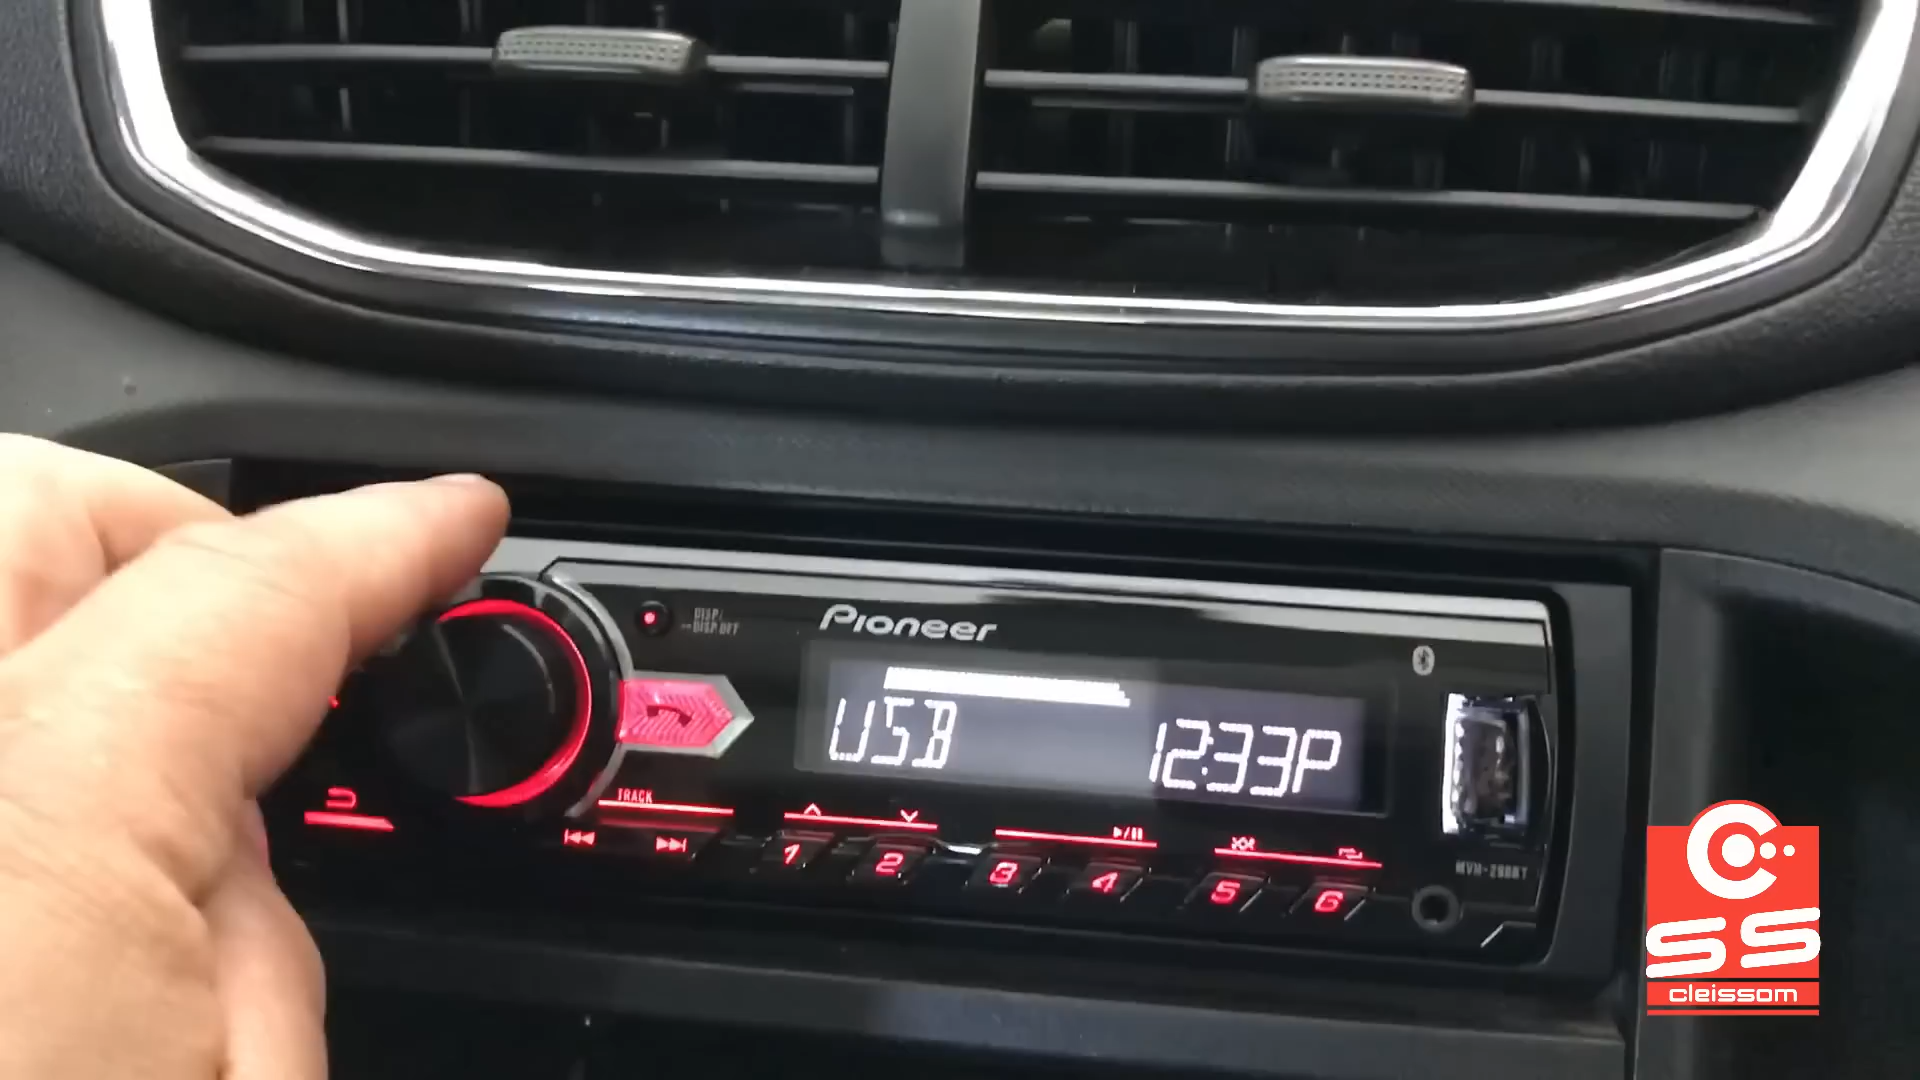 DISP/
DISP OFF
Pioneer
USB 12:33P
TRACK
1 2 3 4 5 6
MVH-298BT
SS
cleissom